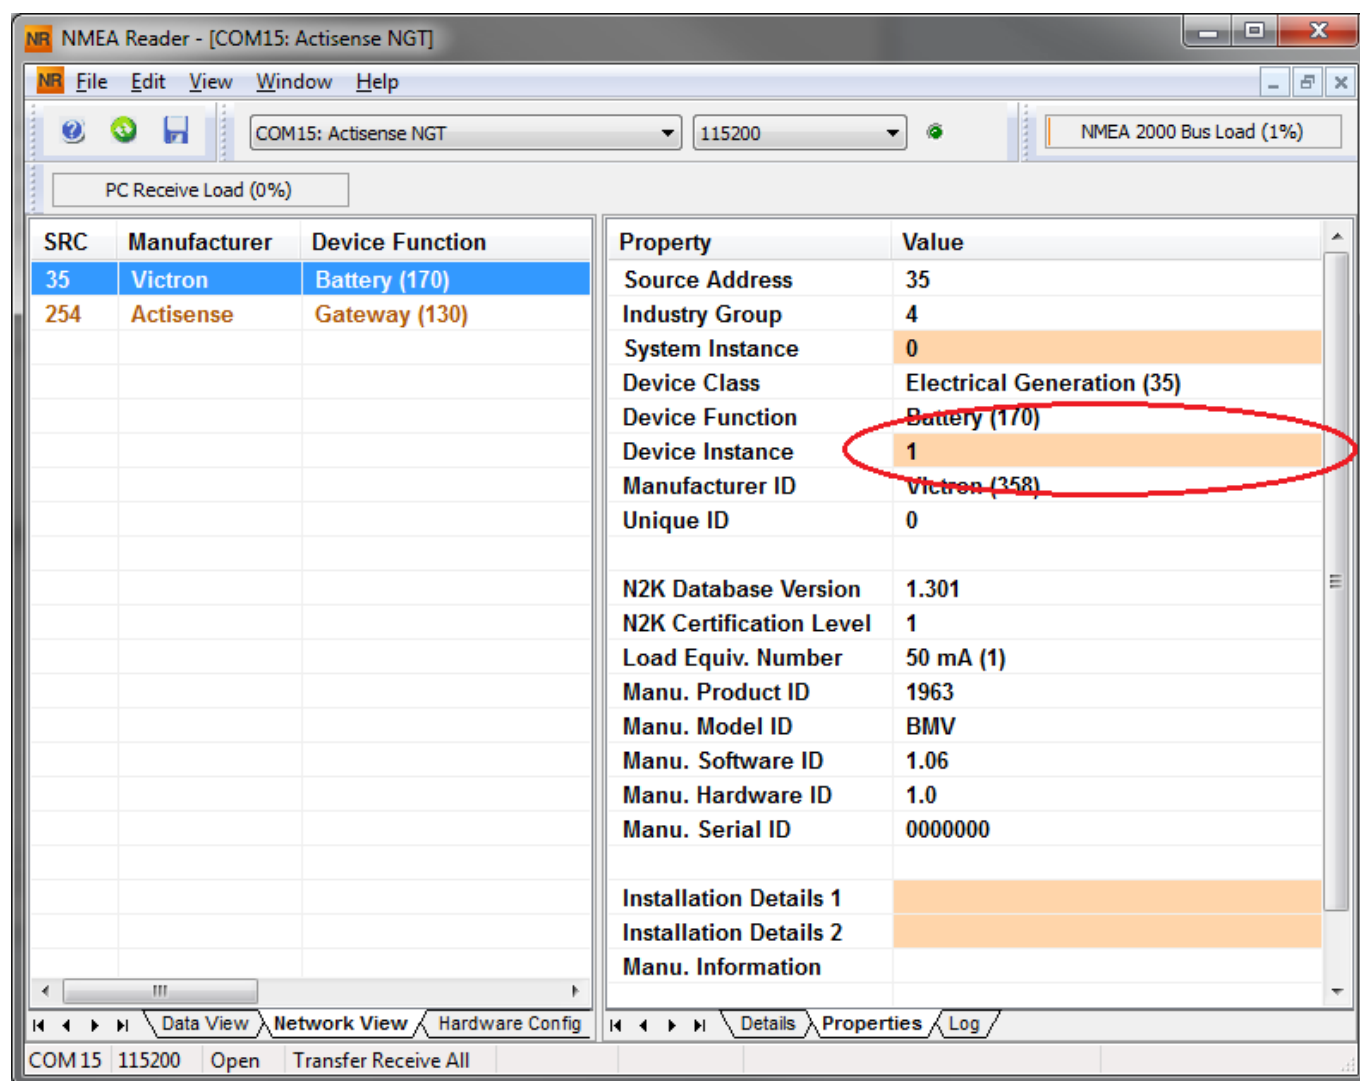 NR NMEA Reader - [COM15: Actisense NGT]
NR File Edit View Window Help
COM15: Actisense NGT 115200 NMEA 2000 Bus Load (1%)
PC Receive Load (0%)
SRC Manufacturer Device Function
35 Victron Battery (170)
254 Actisense Gateway (130)
Property Value
Source Address 35
Industry Group 4
System Instance 0
Device Class Electrical Generation (35)
Device Function Battery (170)
Device Instance 1
Manufacturer ID Victron (358)
Unique ID 0
N2K Database Version 1.301
N2K Certification Level 1
Load Equiv. Number 50 mA (1)
Manu. Product ID 1963
Manu. Model ID BMV
Manu. Software ID 1.06
Manu. Hardware ID 1.0
Manu. Serial ID 0000000
Installation Details 1
Installation Details 2
Manu. Information
Data View Network View Hardware Config
Details Properties Log
COM 15 115200 Open Transfer Receive All